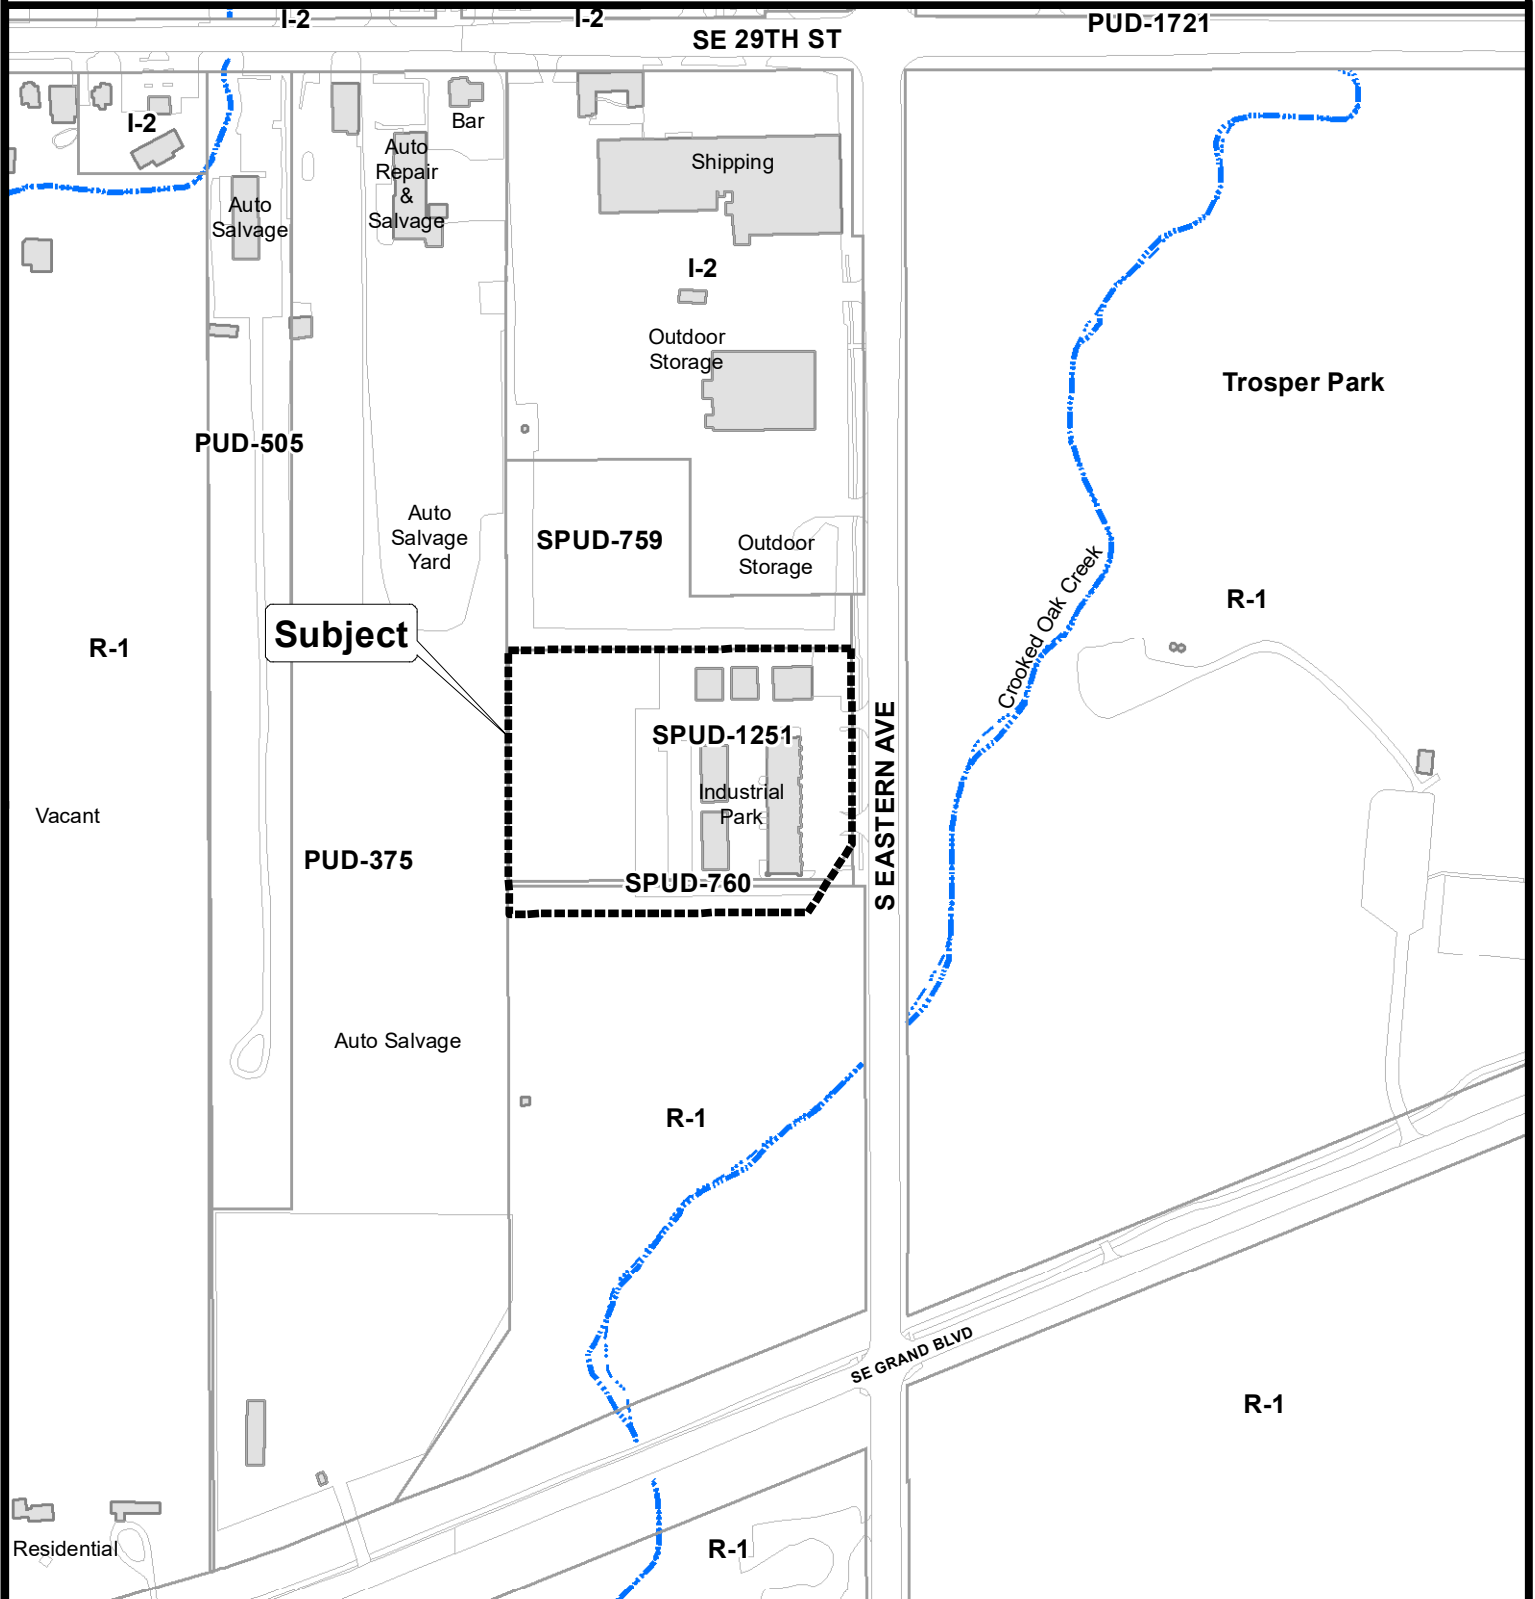 I-2
I-2
PUD-1721
SE 29TH ST
I-2
Bar
Auto
Repair
&
Salvage
Shipping
Auto
Salvage
I-2
Outdoor
Storage
Trosper Park
PUD-505
Auto
Salvage
Yard
SPUD-759
Outdoor
Storage
Crooked Oak Creek
R-1
Subject
R-1
SPUD-1251
S EASTERN AVE
Industrial
Park
Vacant
PUD-375
SPUD-760
Auto Salvage
R-1
SE GRAND BLVD
R-1
Residential
R-1